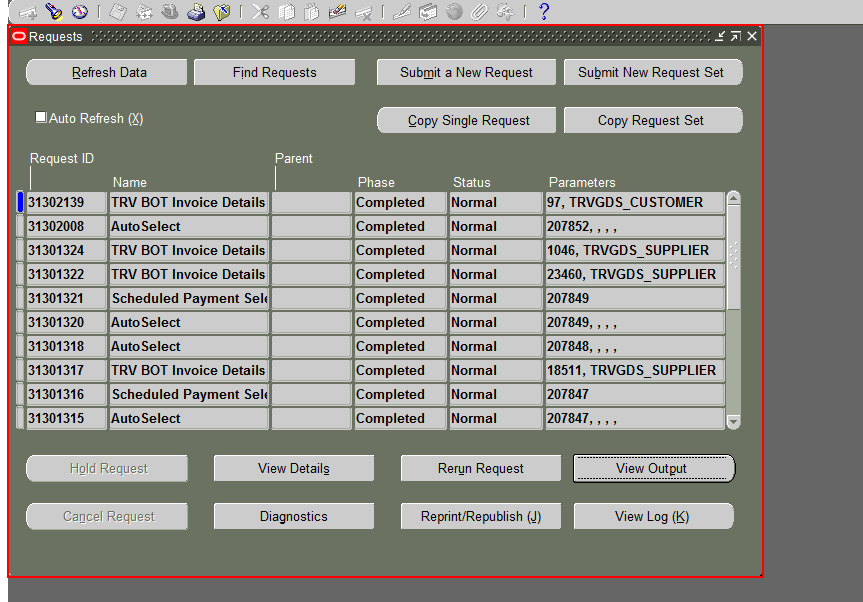 Requests
Refresh Data Find Requests Submit a New Request Submit New Request Set
Auto Refresh (X) Copy Single Request Copy Request Set
Request ID Parent
Name Phase Status Parameters
31302139 TRV BOT Invoice Details Completed Normal 97, TRVGDS_CUSTOMER
31302008 AutoSelect Completed Normal 207852, , , ,
31301324 TRV BOT Invoice Details Completed Normal 1046, TRVGDS_SUPPLIER
31301322 TRV BOT Invoice Details Completed Normal 23460, TRVGDS_SUPPLIER
31301321 Scheduled Payment Sele Completed Normal 207849
31301320 AutoSelect Completed Normal 207849, , , ,
31301318 AutoSelect Completed Normal 207848, , , ,
31301317 TRV BOT Invoice Details Completed Normal 18511, TRVGDS_SUPPLIER
31301316 Scheduled Payment Sele Completed Normal 207847
31301315 AutoSelect Completed Normal 207847, , , ,
Hold Request View Details Rerun Request View Output
Cancel Request Diagnostics Reprint/Republish (J) View Log (K)